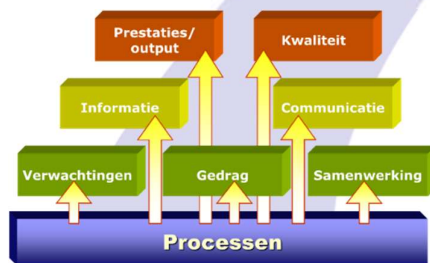 Prestaties/
output
Kwaliteit
Informatie
Communicatie
Verwachtingen
Gedrag
Samenwerking
Processen